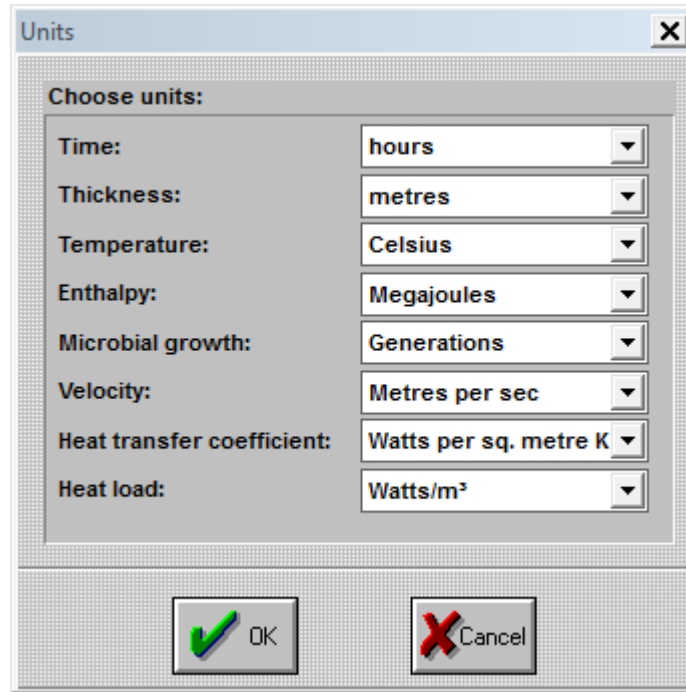 Units
Choose units:
Time: hours
Thickness: metres
Temperature: Celsius
Enthalpy: Megajoules
Microbial growth: Generations
Velocity: Metres per sec
Heat transfer coefficient: Watts per sq. metre K
Heat load: Watts/m³
OK Cancel